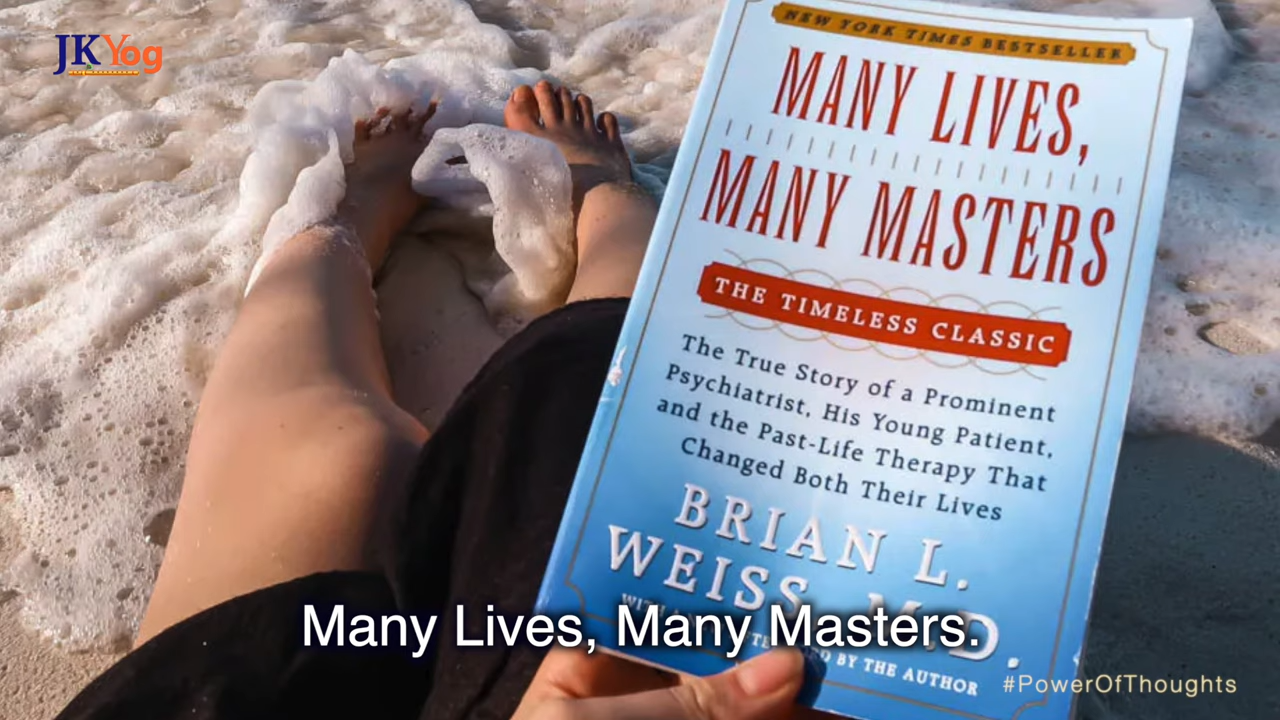 JKYog
NEW YORK TIMES BESTSELLER
MANY LIVES,
MANY MASTERS
THE TIMELESS CLASSIC
The True Story of a Prominent
Psychiatrist, His Young Patient,
and the Past-Life Therapy That
Changed Both Their Lives
BRIAN L.
WEISS, M.D.
WITH BY THE AUTHOR
Many Lives, Many Masters.
#PowerOfThoughts